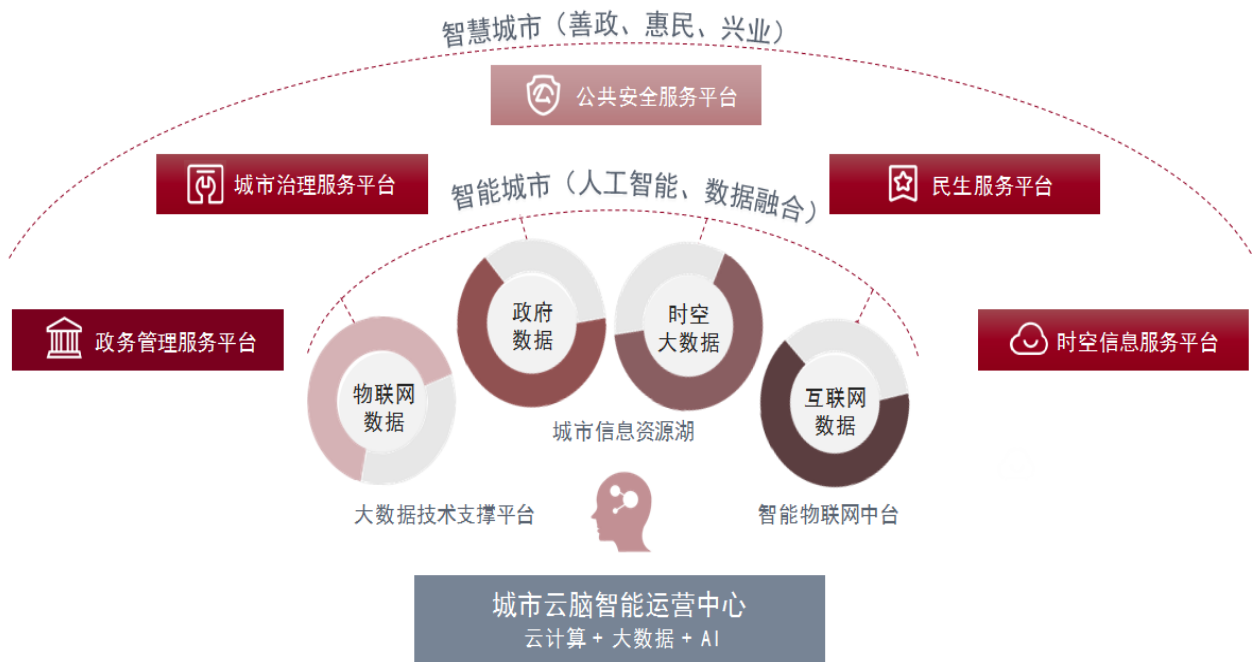 智慧城市（善政、惠民、兴业）
公共安全服务平台
城市治理服务平台
民生服务平台
智能城市（人工智能、数据融合）
政务管理服务平台
时空信息服务平台
政府
数据
时空
大数据
物联网
数据
互联网
数据
城市信息资源湖
大数据技术支撑平台
智能物联网中台
城市云脑智能运营中心
云计算 + 大数据 + AI